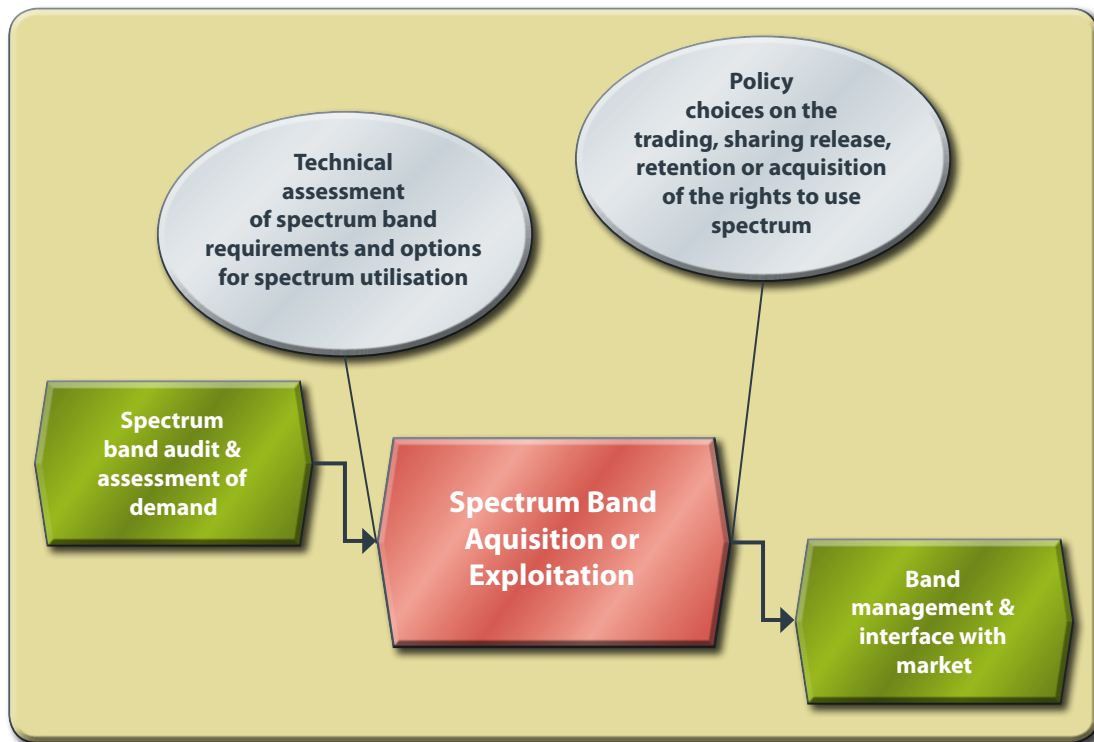 Policy
choices on the
trading, sharing release,
retention or acquisition
of the rights to use
spectrum
Technical
assessment
of spectrum band
requirements and options
for spectrum utilisation
Spectrum
band audit &
assessment of
demand
Spectrum Band
Aquisition or
Exploitation
Band
management &
interface with
market